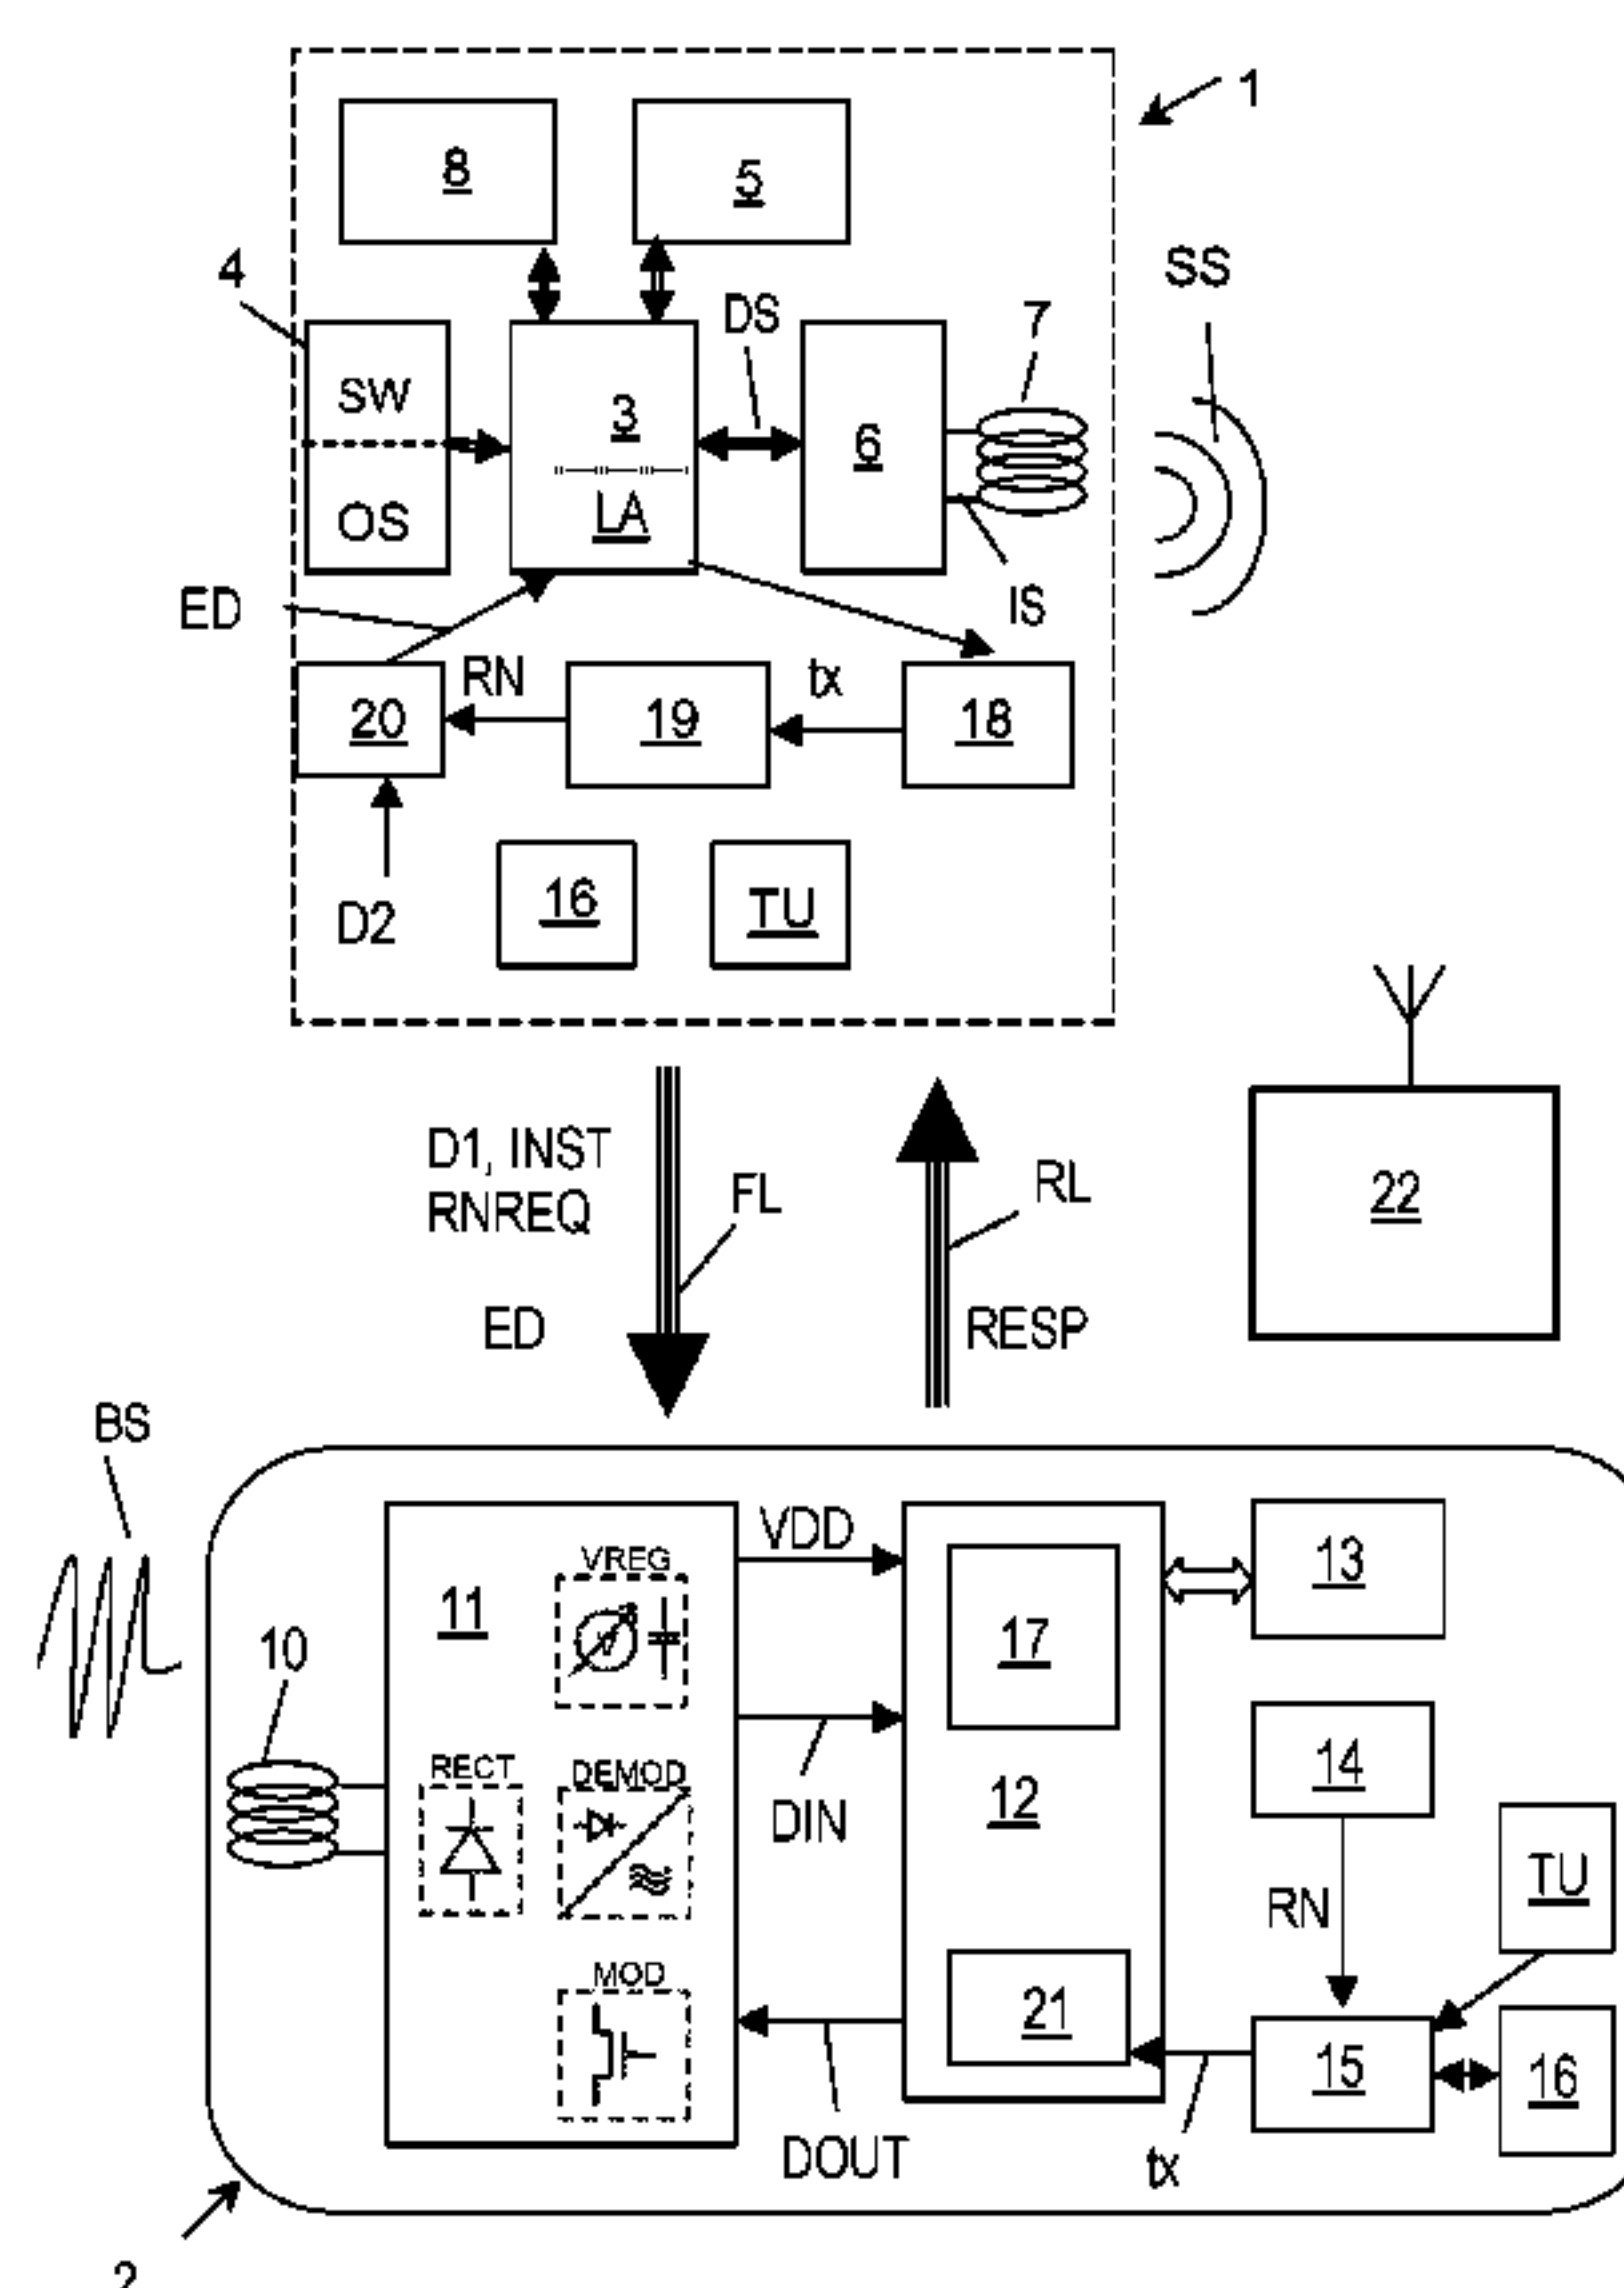 1
8
5
4
SS
DS
7
SW
3
6
OS
LA
ED
IS
RN
tx
20
19
18
16
TU
D2
D1, INST
RNREQ
FL
RL
22
ED
RESP
BS
VDD
VREG
11
13
17
10
V
RECT
DEMOD
14
12
DIN
TU
RN
MOD
21
15
16
DOUT
tx
2